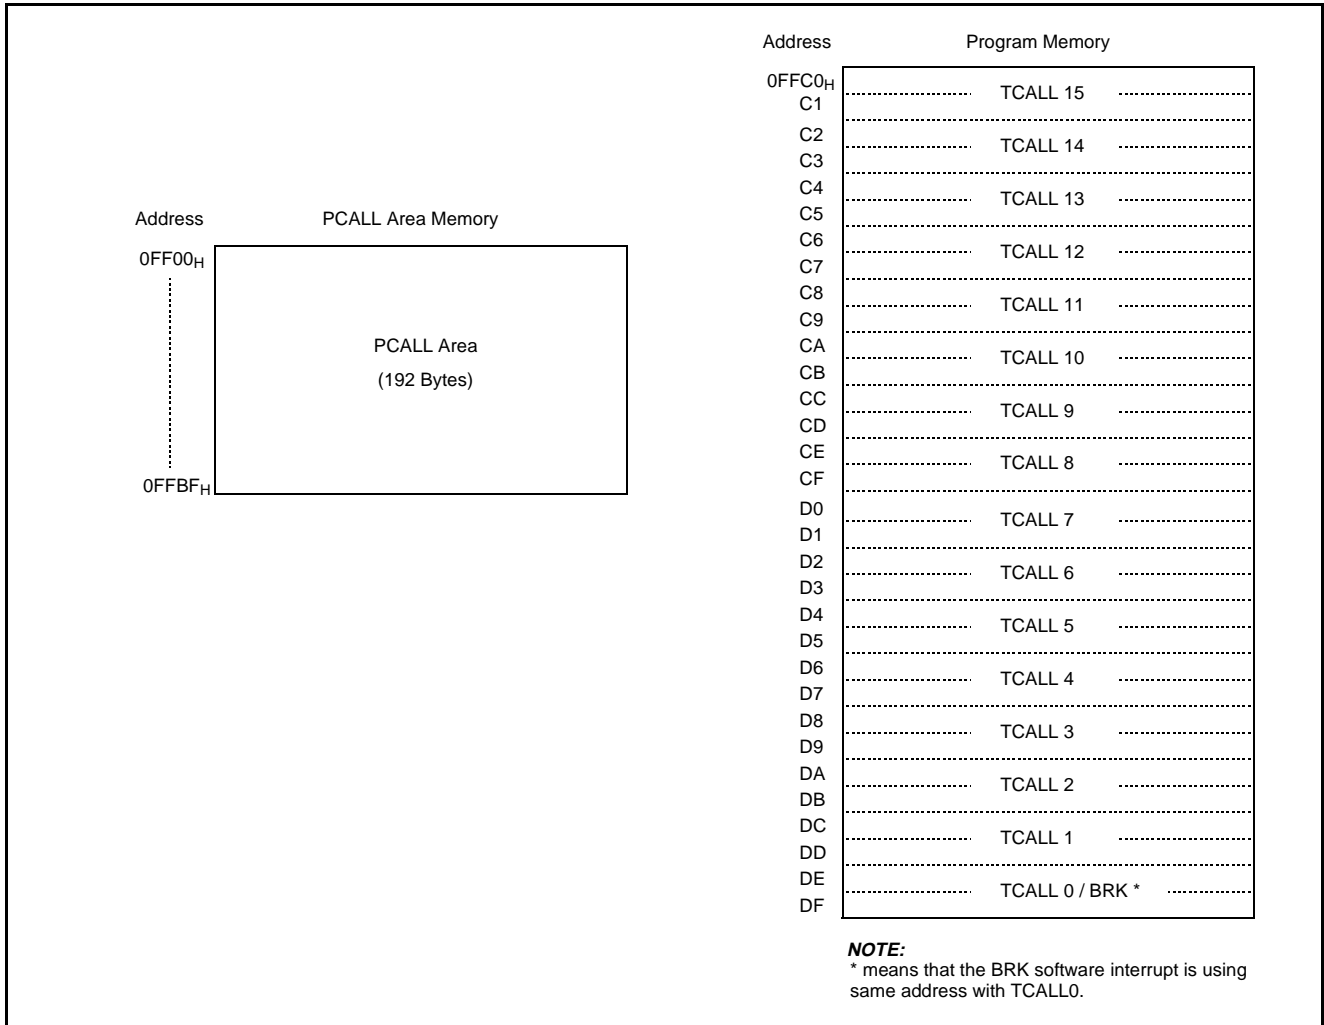 Address PCALL Area Memory
0FF00H
PCALL Area
(192 Bytes)
0FFBFH
Address Program Memory
0FFC0H
C1
TCALL 15
C2
C3
TCALL 14
C4
C5
TCALL 13
C6
C7
TCALL 12
C8
C9
TCALL 11
CA
CB
TCALL 10
CC
CD
TCALL 9
CE
CF
TCALL 8
D0
D1
TCALL 7
D2
D3
TCALL 6
D4
D5
TCALL 5
D6
D7
TCALL 4
D8
D9
TCALL 3
DA
DB
TCALL 2
DC
DD
TCALL 1
DE
DF
TCALL 0 / BRK *
NOTE:
* means that the BRK software interrupt is using
same address with TCALL0.